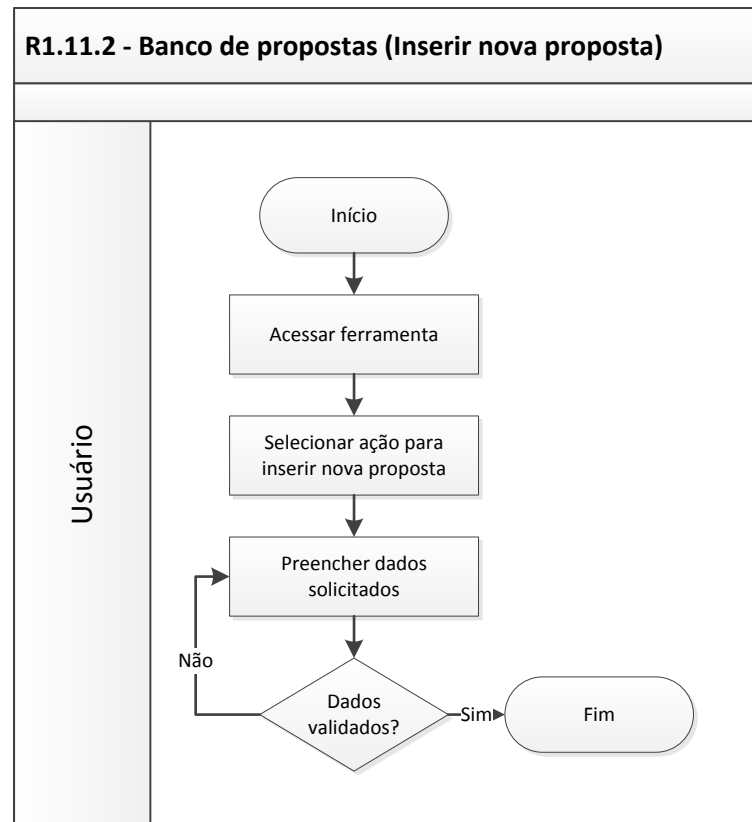 R1.11.2 - Banco de propostas (Inserir nova proposta)
Usuário
Início
Acessar ferramenta
Selecionar ação para
inserir nova proposta
Preencher dados
solicitados
Não
Dados
validados?
Sim
Fim